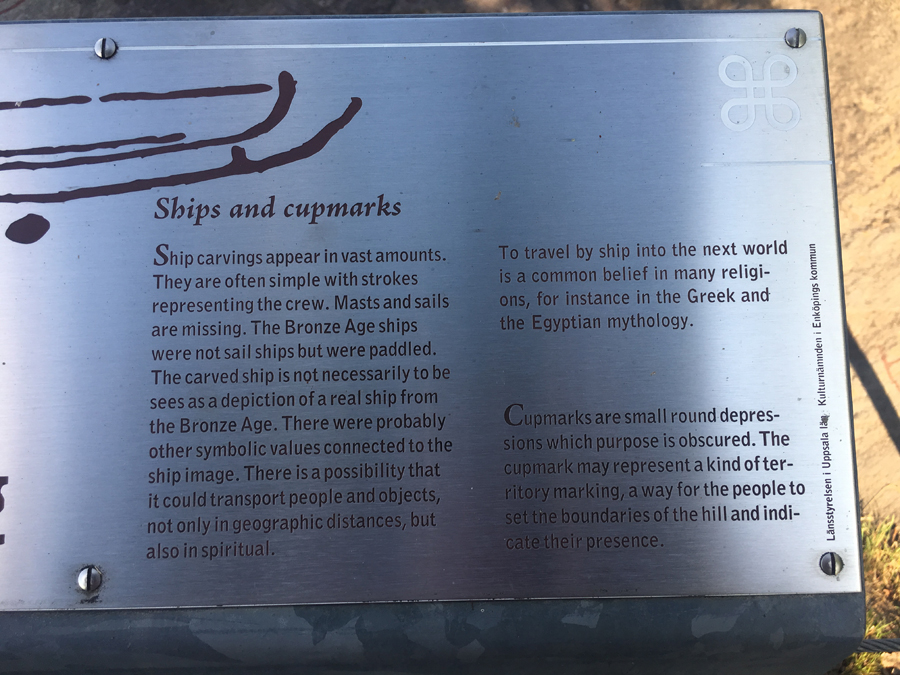 Ships and cupmarks
Ship carvings appear in vast amounts.
They are often simple with strokes
representing the crew. Masts and sails
are missing. The Bronze Age ships
were not sail ships but were paddled.
The carved ship is not necessarily to be
sees as a depiction of a real ship from
the Bronze Age. There were probably
other symbolic values connected to the
ship image. There is a possibility that
it could transport people and objects,
not only in geographic distances, but
also in spiritual.
To travel by ship into the next world
is a common belief in many religi-
ons, for instance in the Greek and
the Egyptian mythology.
Cupmarks are small round depres-
sions which purpose is obscured. The
cupmark may represent a kind of ter-
ritory marking, a way for the people to
set the boundaries of the hill and indi-
cate their presence.
Länsstyrelsen i Uppsala län Kulturnämnden i Enköpings kommun